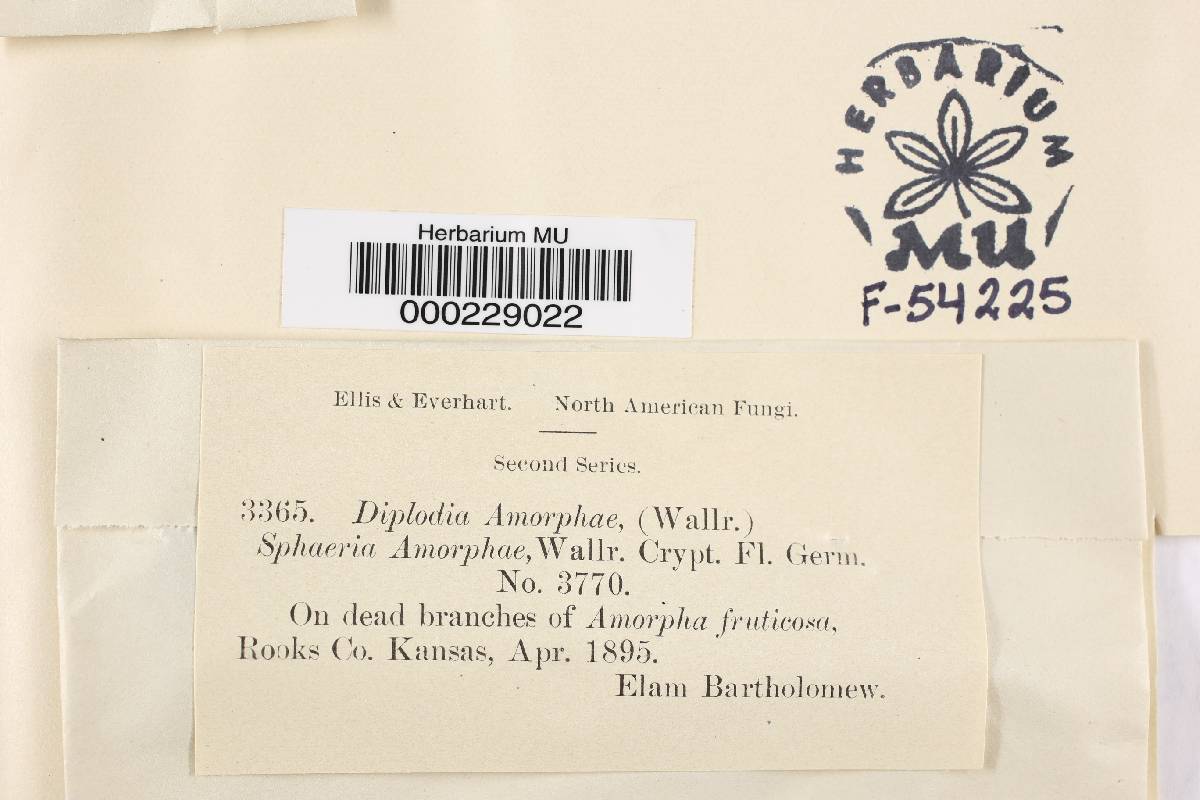 HERBARIUM
MU
F-54225
Herbarium MU
000229022
Ellis & Everhart. North American Fungi.
Second Series.
3365. Diplodia Amorphae, (Wallr.)
Sphaeria Amorphae, Wallr. Crypt. Fl. Germ.
No. 3770.
On dead branches of Amorpha fruticosa,
Rooks Co. Kansas, Apr. 1895.
Elam Bartholomew.